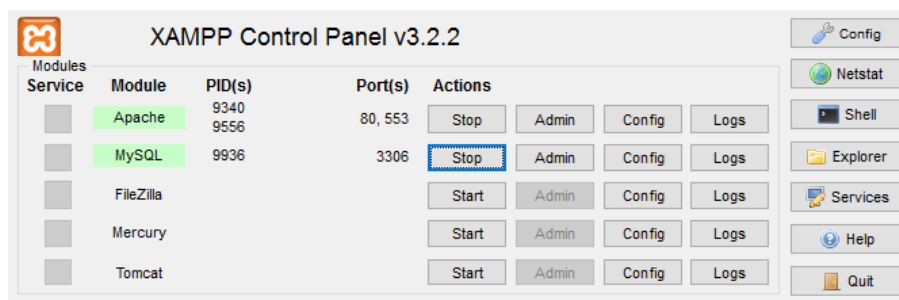 XAMPP Control Panel v3.2.2
Config
Modules
Netstat
Service Module PID(s) Port(s) Actions
Apache 9340 9556 80, 553 Stop Admin Config Logs
Shell
MySQL 9936 3306 Stop Admin Config Logs
Explorer
FileZilla Start Admin Config Logs
Services
Mercury Start Admin Config Logs
Help
Tomcat Start Admin Config Logs
Quit